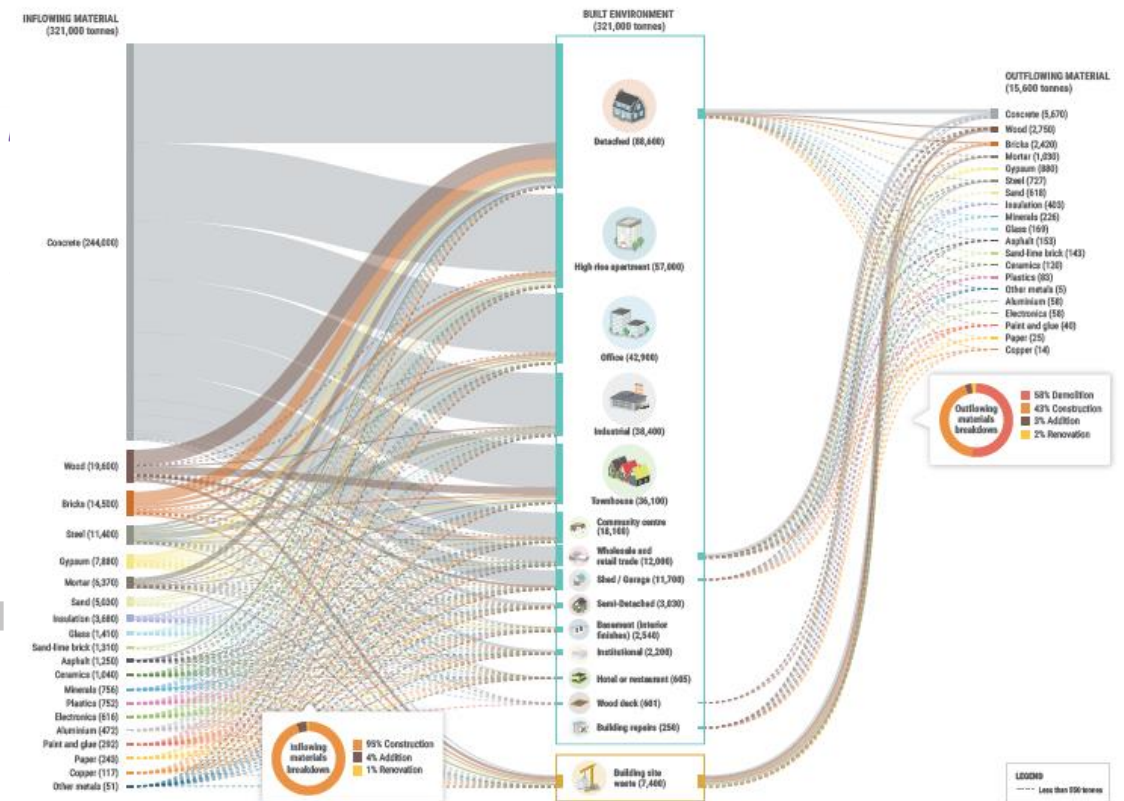 INFLOWING MATERIAL
(321,000 tonnes)
Concrete (244,000)
Wood (19,600)
Bricks (14,500)
Steel (11,400)
Gypsum (7,880)
Mortar (6,370)
Sand (5,030)
Insulation (3,680)
Glass (1,410)
Sand-lime brick (1,310)
Asphalt (1,250)
Ceramics (1,040)
Minerals (756)
Plastics (752)
Electronics (616)
Aluminium (472)
Paint and glue (292)
Paper (243)
Copper (117)
Other metals (51)
Inflowing
materials
breakdown
95% Construction
4% Addition
1% Renovation
BUILT ENVIRONMENT
(321,000 tonnes)
Detached (88,600)
High rise apartment (57,000)
Office (42,900)
Industrial (38,400)
Townhouse (36,100)
Community centre
(18,100)
Wholesale and
retail trade (12,000)
Shed / Garage (11,700)
Semi-Detached (3,030)
Basement (interior
finishes) (2,540)
Institutional (2,200)
Hotel or restaurant (605)
Wood deck (601)
Building repairs (250)
Building site
waste (7,400)
OUTFLOWING MATERIAL
(15,600 tonnes)
Concrete (5,670)
Wood (2,750)
Bricks (2,420)
Mortar (1,030)
Gypsum (880)
Steel (727)
Sand (618)
Insulation (403)
Minerals (226)
Glass (169)
Asphalt (153)
Sand-lime brick (143)
Ceramics (120)
Plastics (83)
Other metals (5)
Aluminium (58)
Electronics (58)
Paint and glue (40)
Paper (25)
Copper (14)
Outflowing
materials
breakdown
58% Demolition
43% Construction
3% Addition
2% Renovation
LEGEND
Less than 550 tonnes